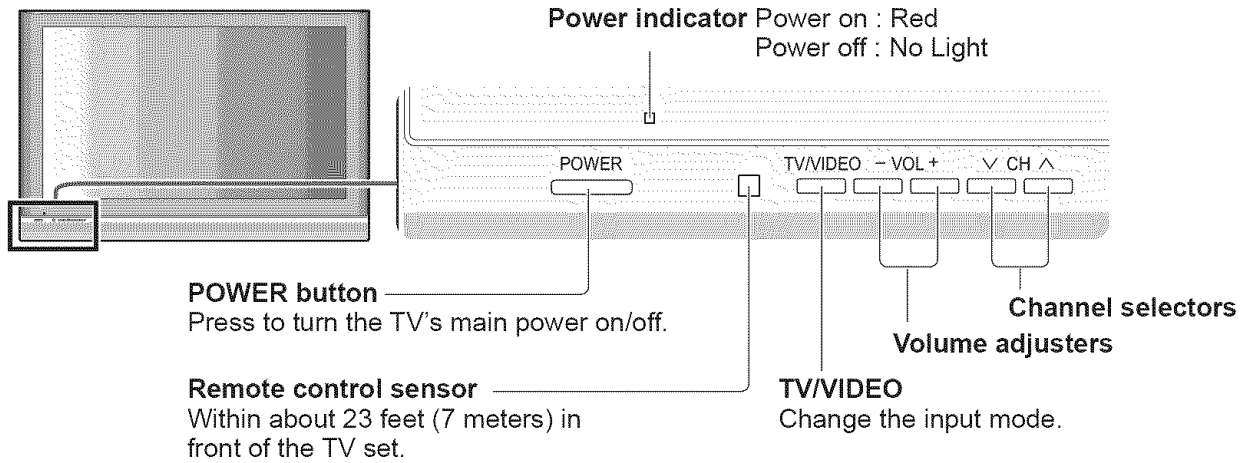 Power indicator Power on : Red
Power off : No Light
POWER
TV/VIDEO − VOL + ∨ CH ∧
POWER button
Press to turn the TV's main power on/off.
Channel selectors
Volume adjusters
Remote control sensor
Within about 23 feet (7 meters) in
front of the TV set.
TV/VIDEO
Change the input mode.